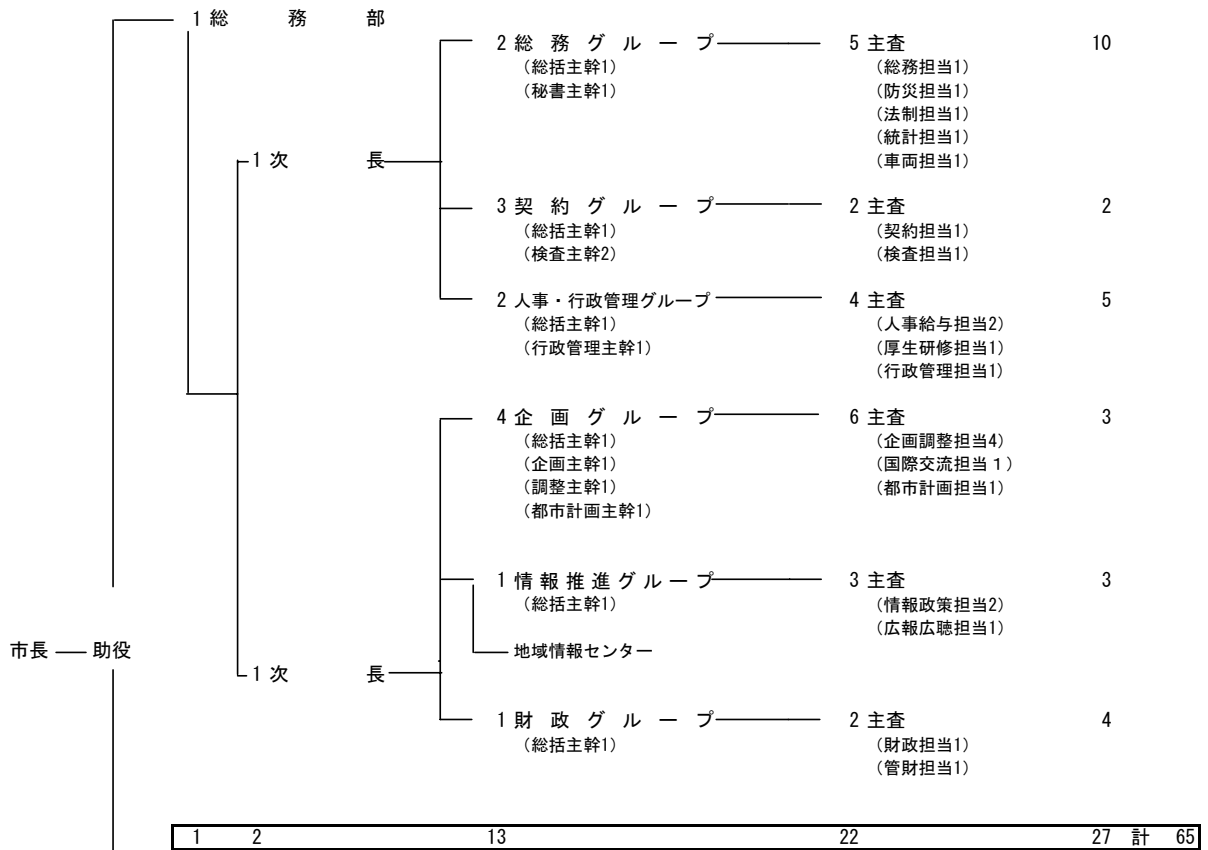 1 総務部
2 総務グループ 5 主査 10
（総括主幹1） （総務担当1）
（秘書主幹1） （防災担当1）
（法制担当1）
（統計担当1）
1 次長 （車両担当1）
3 契約グループ 2 主査 2
（総括主幹1） （契約担当1）
（検査主幹2） （検査担当1）
2 人事・行政管理グループ 4 主査 5
（総括主幹1） （人事給与担当2）
（行政管理主幹1） （厚生研修担当1）
（行政管理担当1）
4 企画グループ 6 主査 3
（総括主幹1） （企画調整担当4）
（企画主幹1） （国際交流担当１）
（調整主幹1） （都市計画担当1）
（都市計画主幹1）
1 情報推進グループ 3 主査 3
（総括主幹1） （情報政策担当2）
（広報広聴担当1）
市長 助役 地域情報センター
1 次長
1 財政グループ 2 主査 4
（総括主幹1） （財政担当1）
（管財担当1）
1 2 13 22 27 計 65